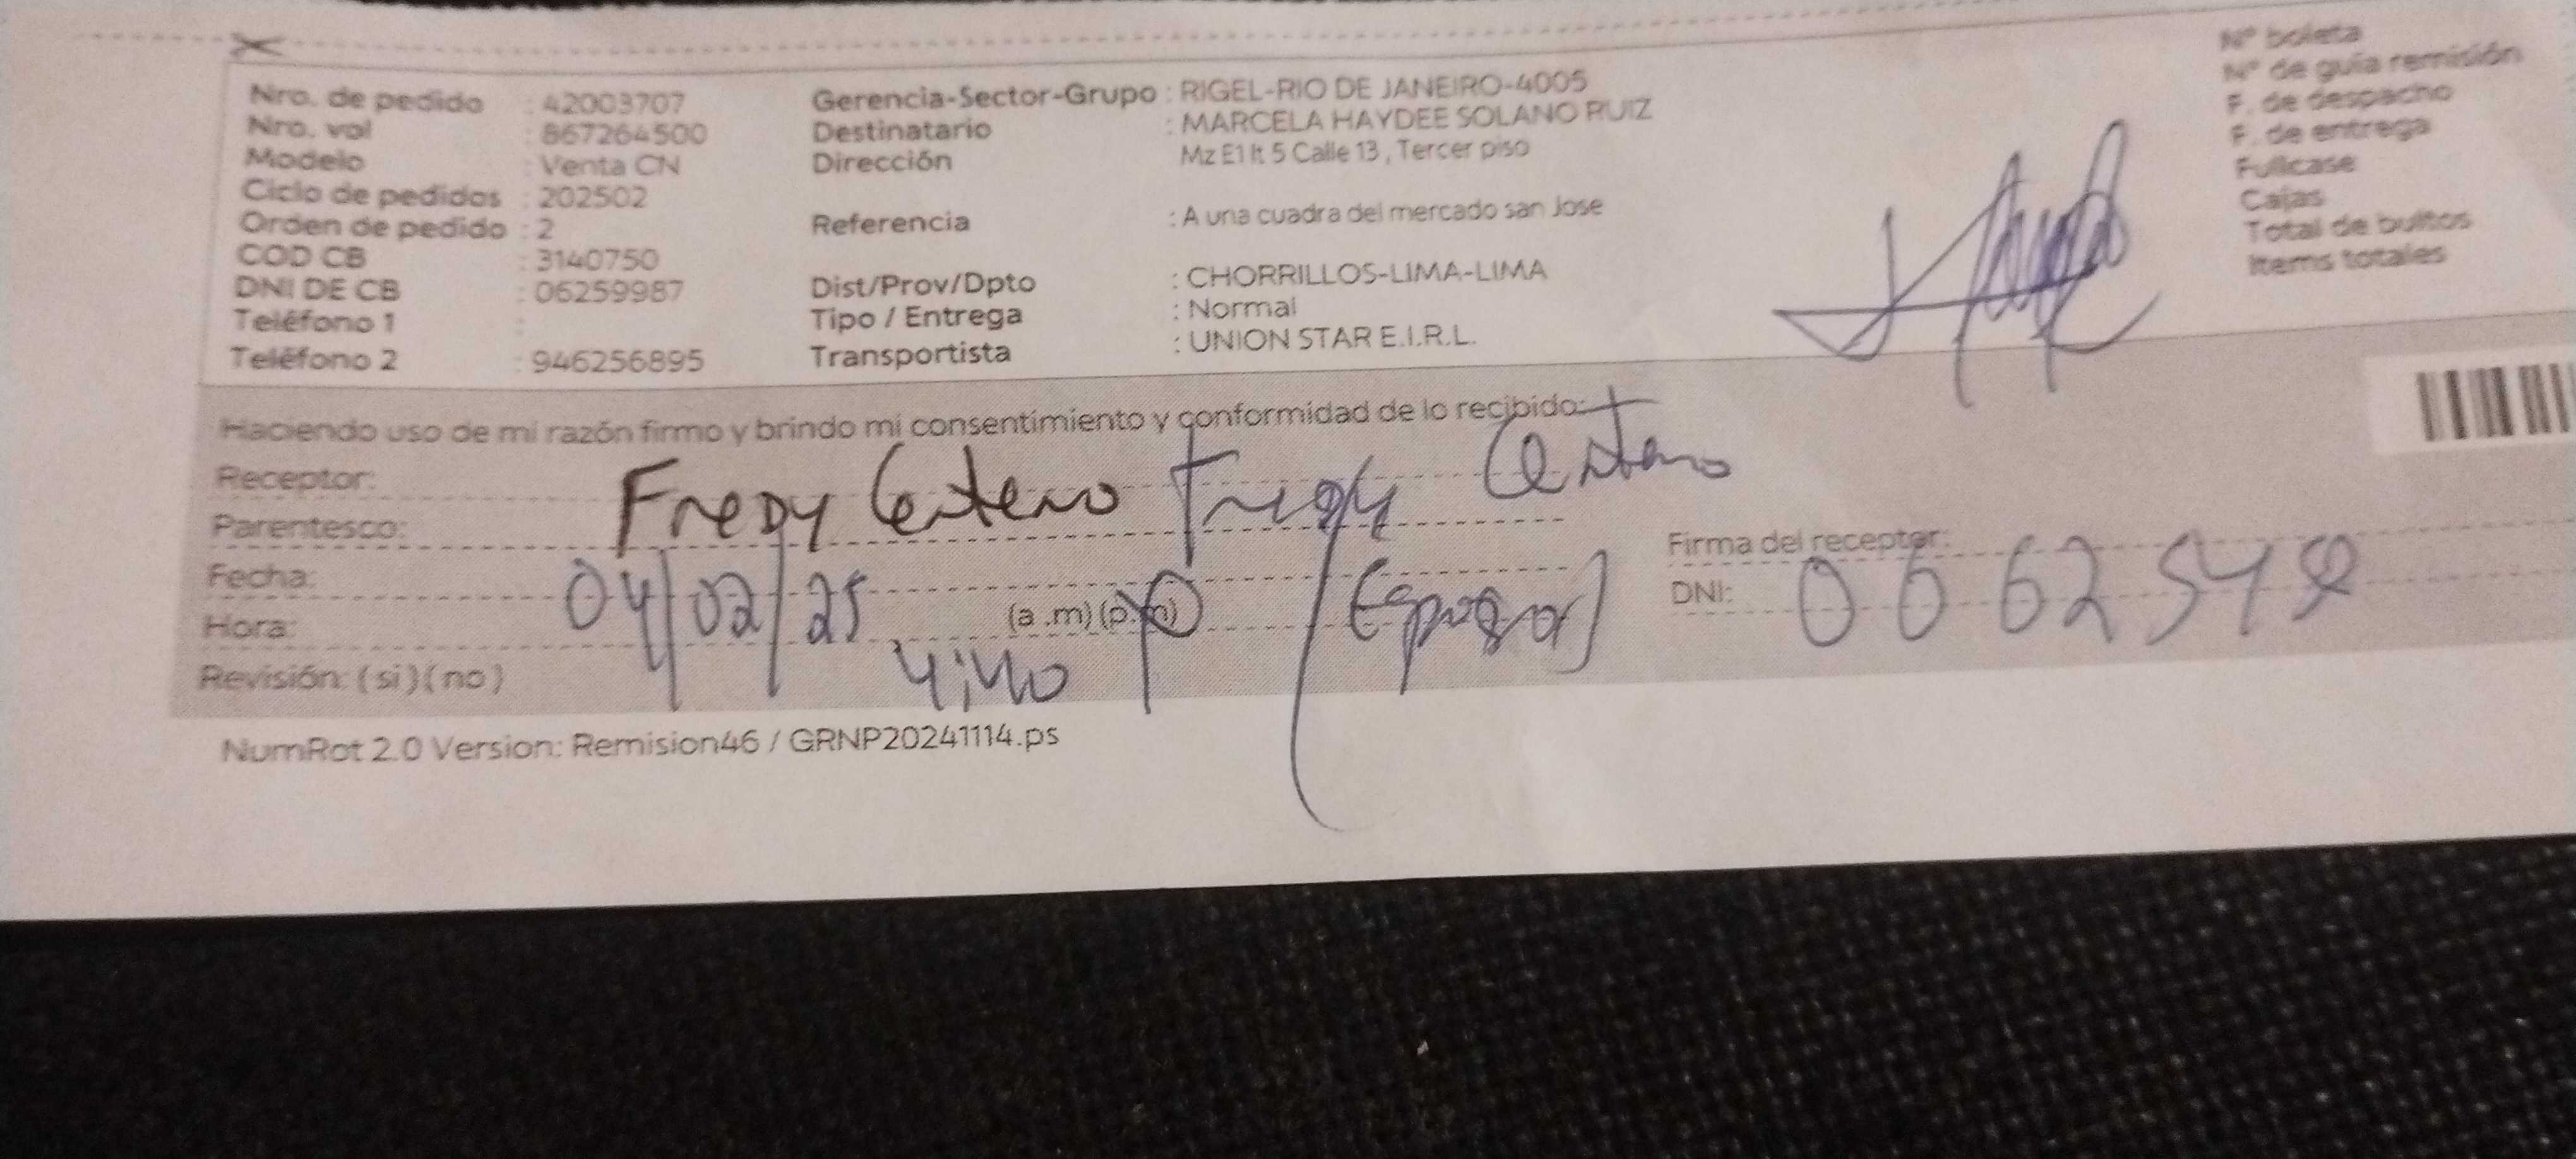 Nro. de pedido : 42003707 Gerencia-Sector-Grupo : RIGEL-RIO DE JANEIRO-4005 N° boleta
Nro. vol : 867264500 Destinatario : MARCELA HAYDEE SOLANO RUIZ N° de guía remisión
Modelo : Venta CN Dirección Mz E1 lt 5 Calle 13 , Tercer piso F. de despacho
Ciclo de pedidos : 202502 F. de entrega
Orden de pedido : 2 Referencia : A una cuadra del mercado san Jose Fullcase
COD CB : 3140750 Cajas
DNI DE CB : 06259987 Dist/Prov/Dpto : CHORRILLOS-LIMA-LIMA Total de bultos
Teléfono 1 : Tipo / Entrega : Normal Items totales
Teléfono 2 : 946256895 Transportista : UNION STAR E.I.R.L.
Haciendo uso de mi razón firmo y brindo mi consentimiento y conformidad de lo recibido:
Receptor: Fredy Centeno Fredy Centeno
Parentesco:
Firma del receptor:
Fecha: 04/02/25 (Esposo) DNI:
Hora: 4:40 (a .m) (p.m)
Revisión: (si) (no)
NumRot 2.0 Version: Remision46 / GRNP20241114.ps